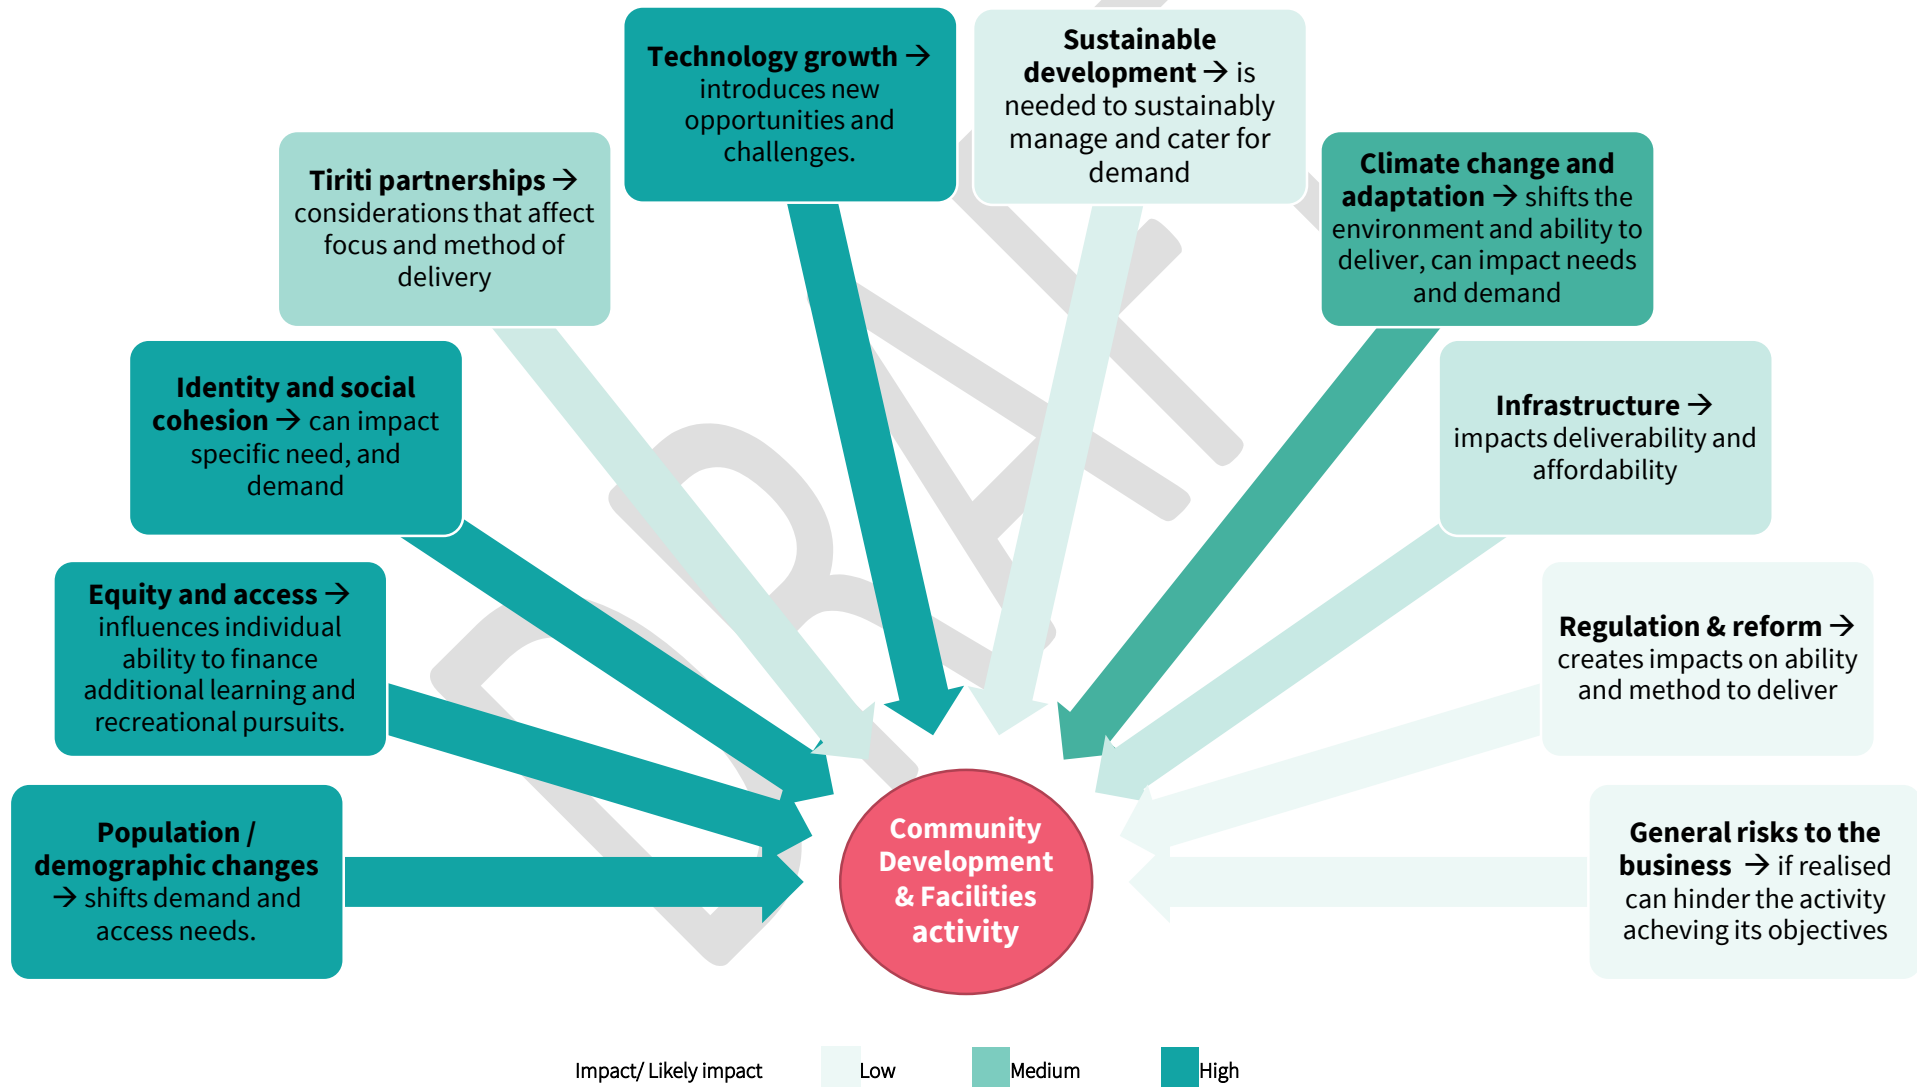 Technology growth →
introduces new
opportunities and
challenges.
Sustainable
development → is
needed to sustainably
manage and cater for
demand
Tiriti partnerships →
considerations that affect
focus and method of
delivery
Climate change and
adaptation → shifts the
environment and ability to
deliver, can impact needs
and demand
Identity and social
cohesion → can impact
specific need, and
demand
Infrastructure →
impacts deliverability and
affordability
Equity and access →
influences individual
ability to finance
additional learning and
recreational pursuits.
Regulation & reform →
creates impacts on ability
and method to deliver
Population /
demographic changes
→ shifts demand and
access needs.
General risks to the
business → if realised
can hinder the activity
acheving its objectives
Community
Development
& Facilities
activity
Impact/ Likely impact Low Medium High
DRAFT